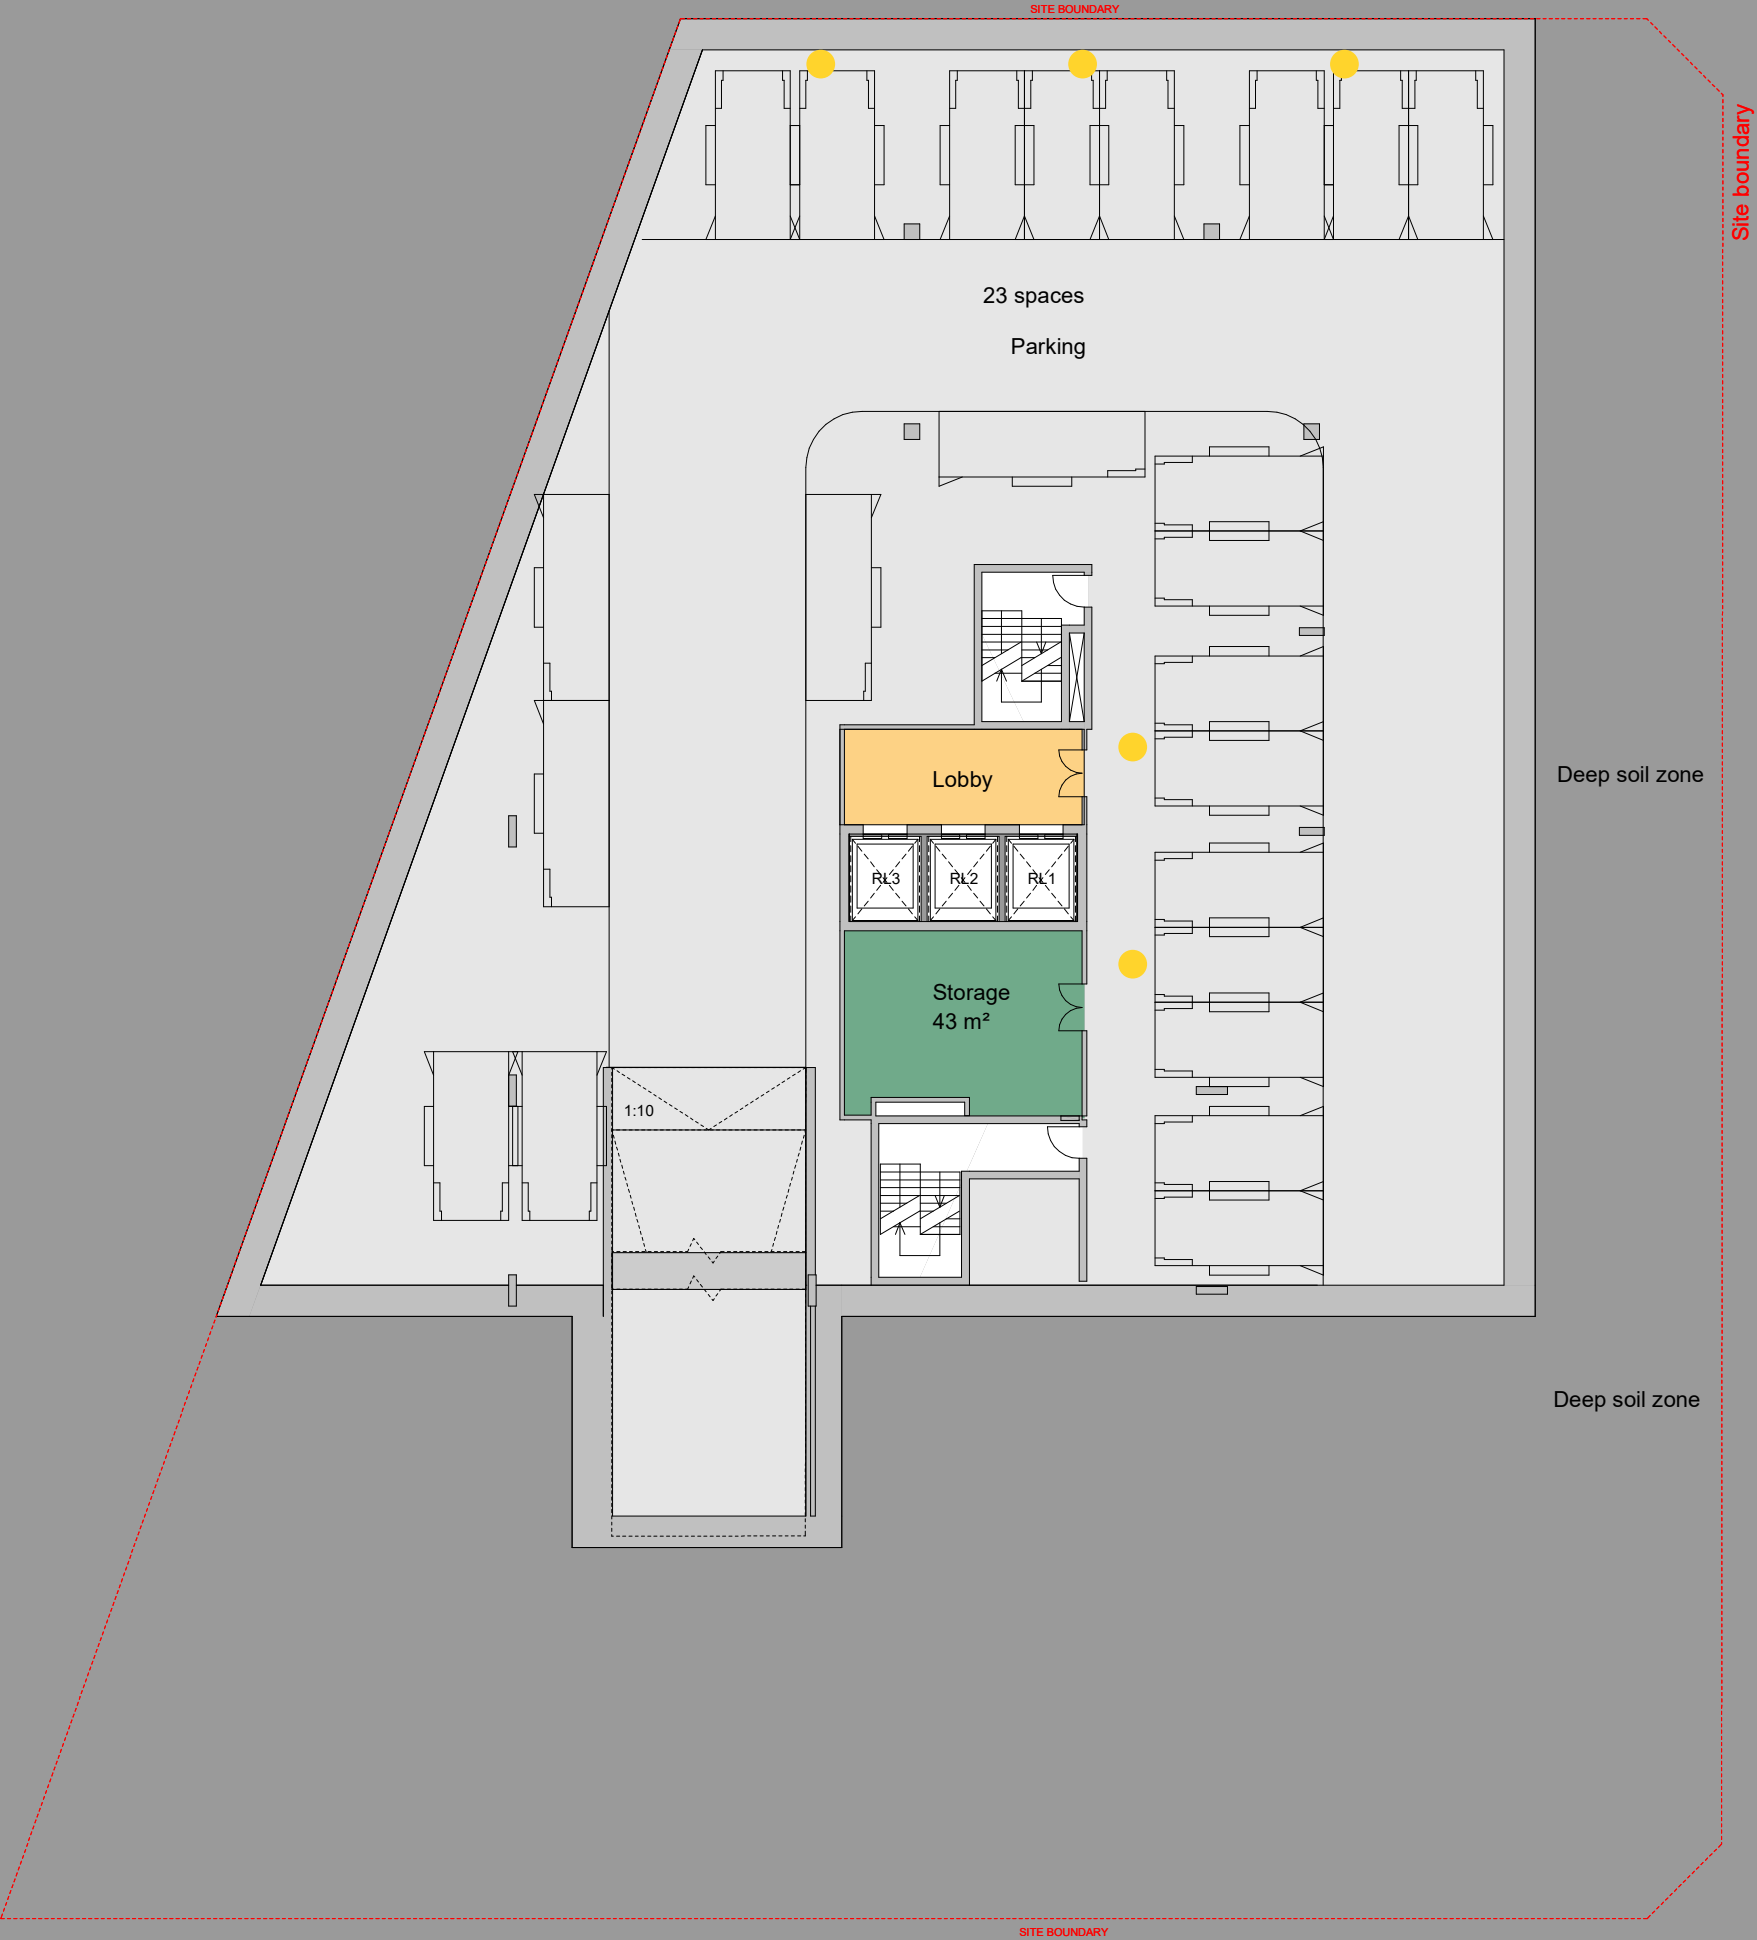 SITE BOUNDARY
Site boundary
23 spaces
Parking
Lobby
Deep soil zone
RL3
RL2
RL1
Storage
43 m²
1:10
Deep soil zone
SITE BOUNDARY